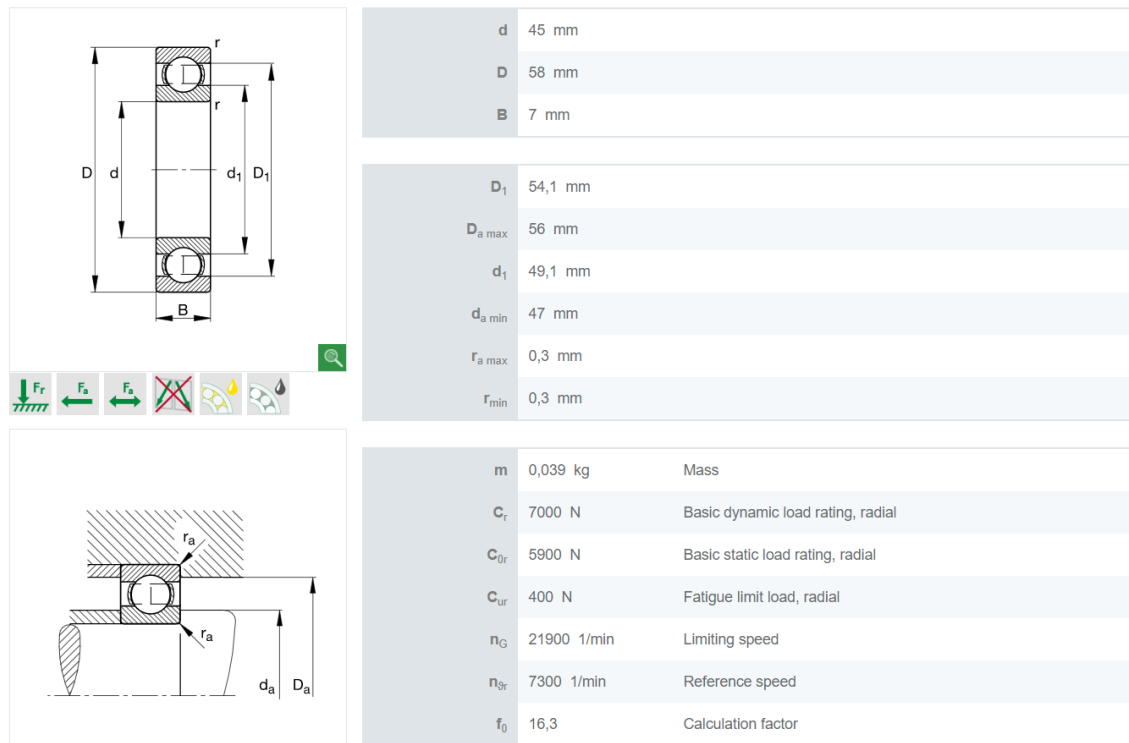 r
r
D
d
d1
D1
B
Fr
Fa
Fa
ra
ra
da
Da
d 45 mm
D 58 mm
B 7 mm
D1 54,1 mm
Da max 56 mm
d1 49,1 mm
da min 47 mm
ra max 0,3 mm
rmin 0,3 mm
m 0,039 kg Mass
Cr 7000 N Basic dynamic load rating, radial
C0r 5900 N Basic static load rating, radial
Cur 400 N Fatigue limit load, radial
nG 21900 1/min Limiting speed
nϑr 7300 1/min Reference speed
f0 16,3 Calculation factor